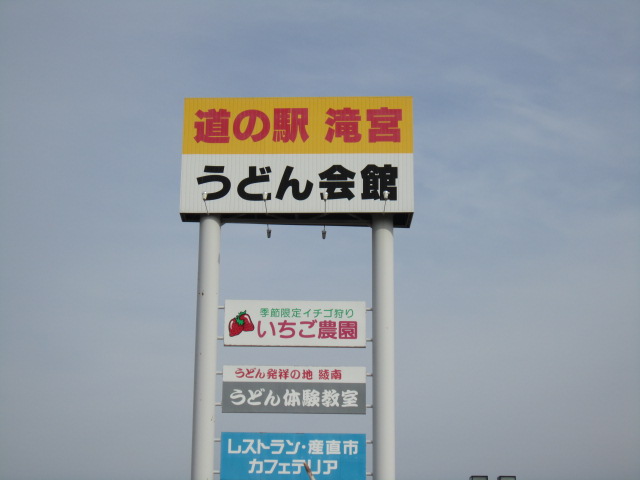 道の駅 滝宮
うどん会館
季節限定イチゴ狩り
いちご農園
うどん発祥の地 綾南
うどん体験教室
レストラン・産直市
カフェテリア